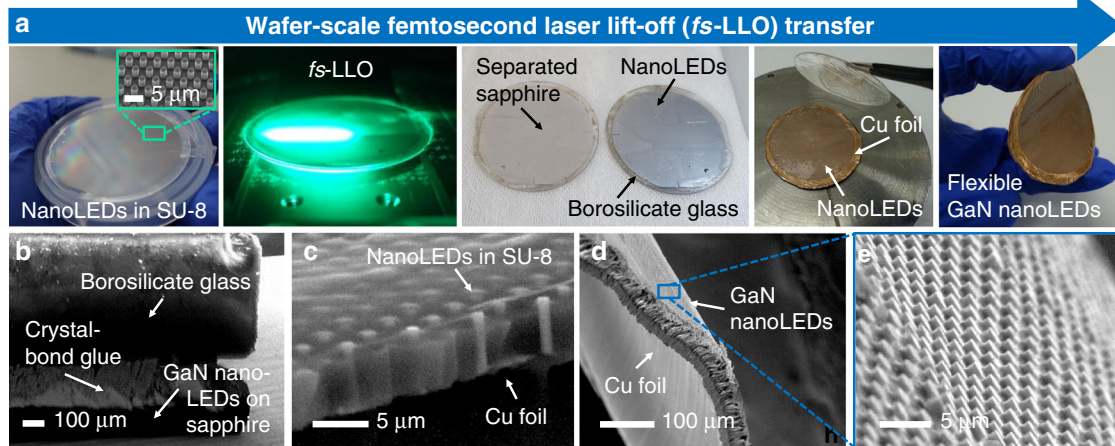 a
Wafer-scale femtosecond laser lift-off (fs-LLO) transfer
5 μm
NanoLEDs in SU-8
fs-LLO
Separated
sapphire
NanoLEDs
Borosilicate glass
Cu foil
NanoLEDs
Flexible
GaN nanoLEDs
b
Borosilicate glass
Crystal-
bond glue
GaN nano-
LEDs on
sapphire
100 μm
c
NanoLEDs in SU-8
Cu foil
5 μm
d
GaN
nanoLEDs
Cu foil
100 μm
e
5 μm